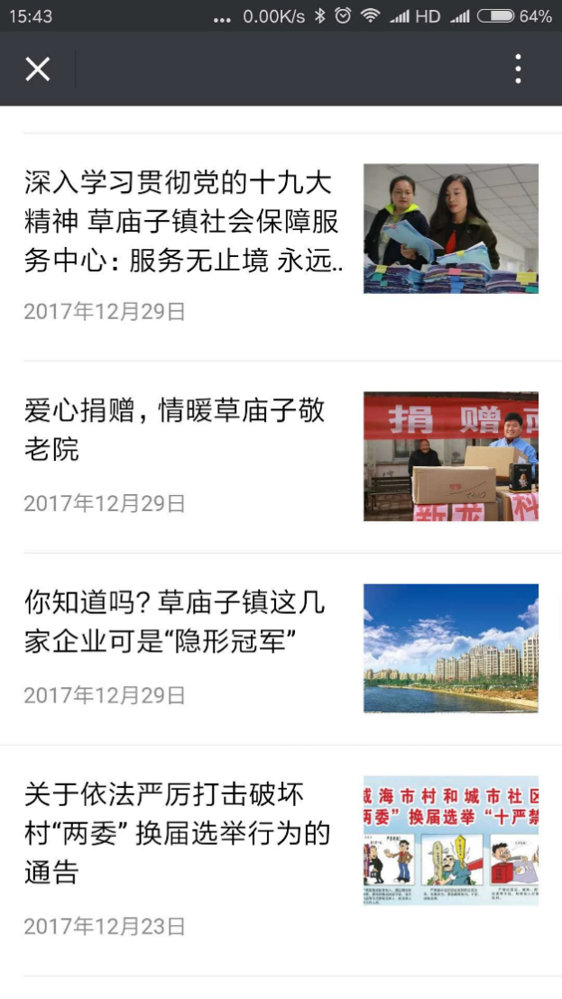 15:43
... 0.00K/s HD 64%
深入学习贯彻党的十九大
精神 草庙子镇社会保障服
务中心：服务无止境 永远..
2017年12月29日
爱心捐赠，情暖草庙子敬
老院
2017年12月29日
捐 赠
新龙科
你知道吗? 草庙子镇这几
家企业可是“隐形冠军”
2017年12月29日
关于依法严厉打击破坏
村“两委” 换届选举行为的
通告
2017年12月23日
威海市村和城市社区
两委”换届选举“十严禁